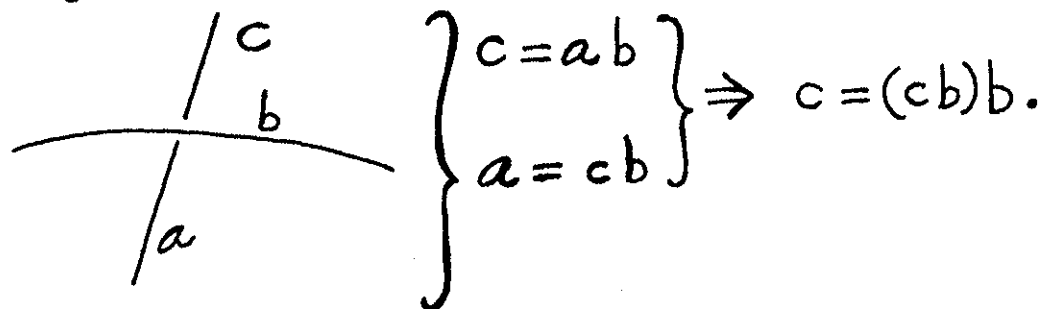 c
b
a
c = ab
a = cb
⇒ c = (cb)b.